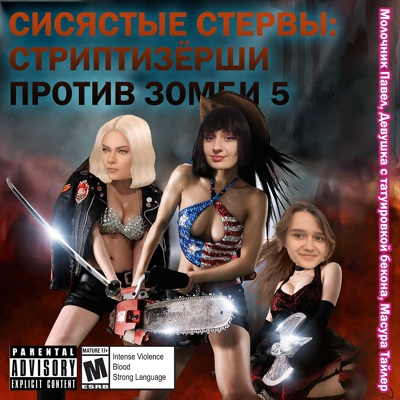 СИСЯСТЫЕ СТЕРВЫ:
СТРИПТИЗЁРШИ
ПРОТИВ ЗОМБИ 5
Молочник Павел, Девушка с татуировкой бекона, Масура Тайлер
PARENTAL
ADVISORY
EXPLICIT CONTENT
MATURE 17+
M
ESRB
Intense Violence
Blood
Strong Language